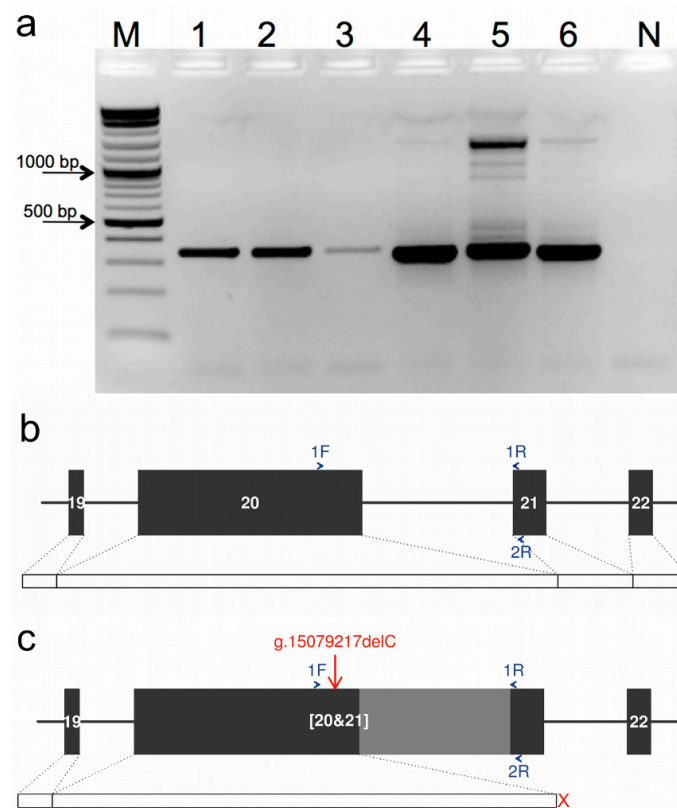 a
M 1 2 3 4 5 6 N
1000 bp
500 bp
b
1F 1R
19 20 21 22
2R
c
g.15079217delC
1F 1R
19 [20&21] 22
2R
X